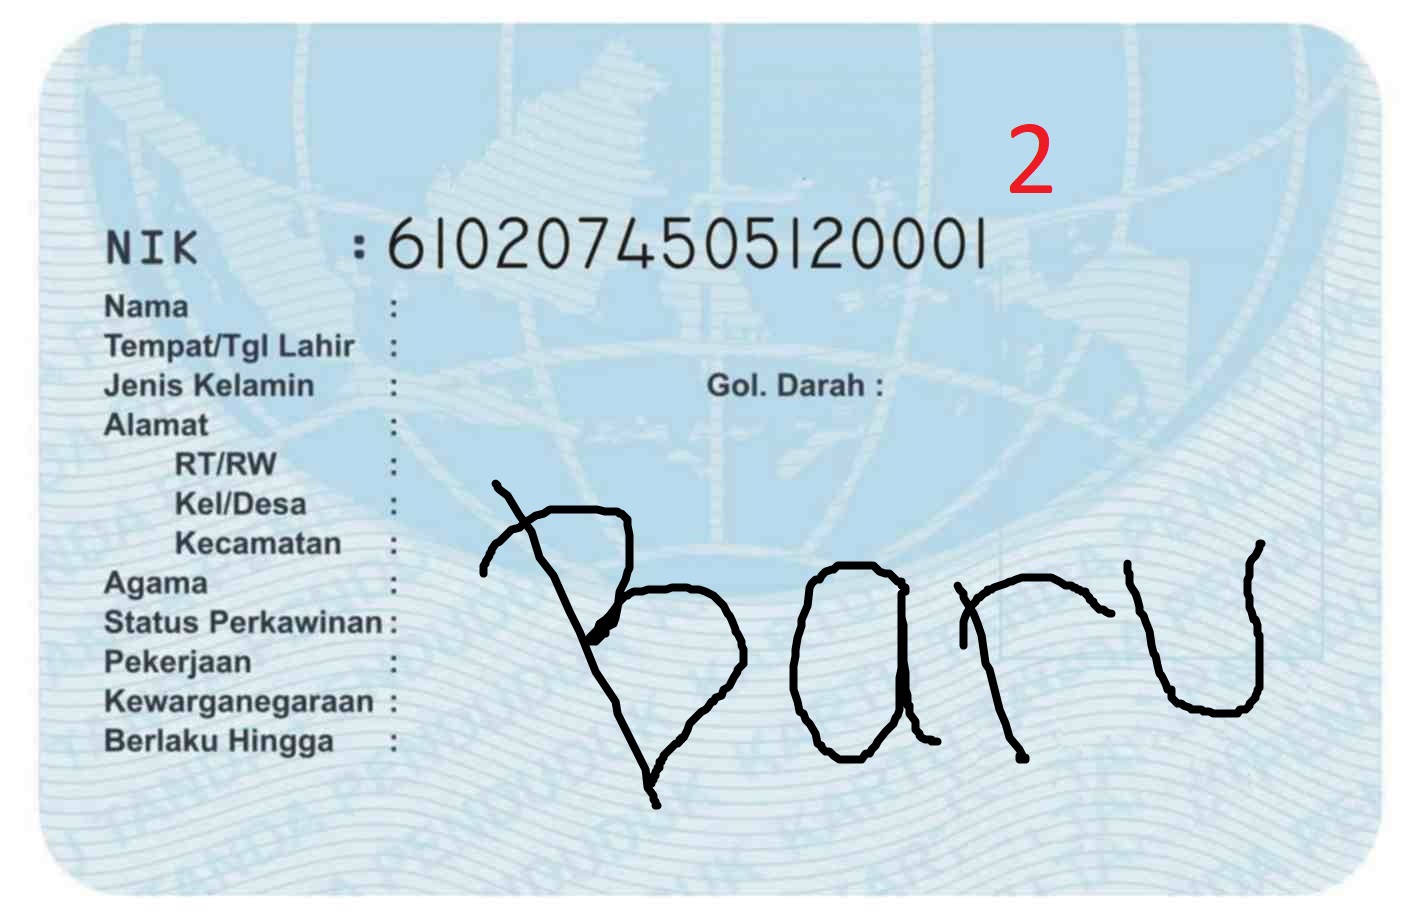 2
NIK : 6102074505120001
Nama :
Tempat/Tgl Lahir :
Jenis Kelamin : Gol. Darah :
Alamat :
RT/RW :
Kel/Desa :
Kecamatan :
Agama :
Status Perkawinan :
Pekerjaan :
Kewarganegaraan :
Berlaku Hingga :
Baru